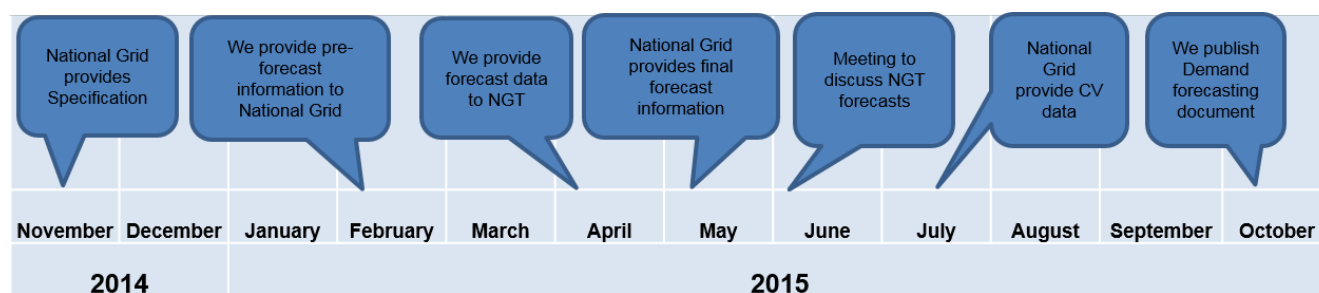 National Grid
provides
Specification
We provide pre-
forecast
information to
National Grid
We provide
forecast data
to NGT
National Grid
provides final
forecast
information
Meeting to
discuss NGT
forecasts
National
Grid
provide CV
data
We publish
Demand
forecasting
document
November December January February March April May June July August September October
2014 2015